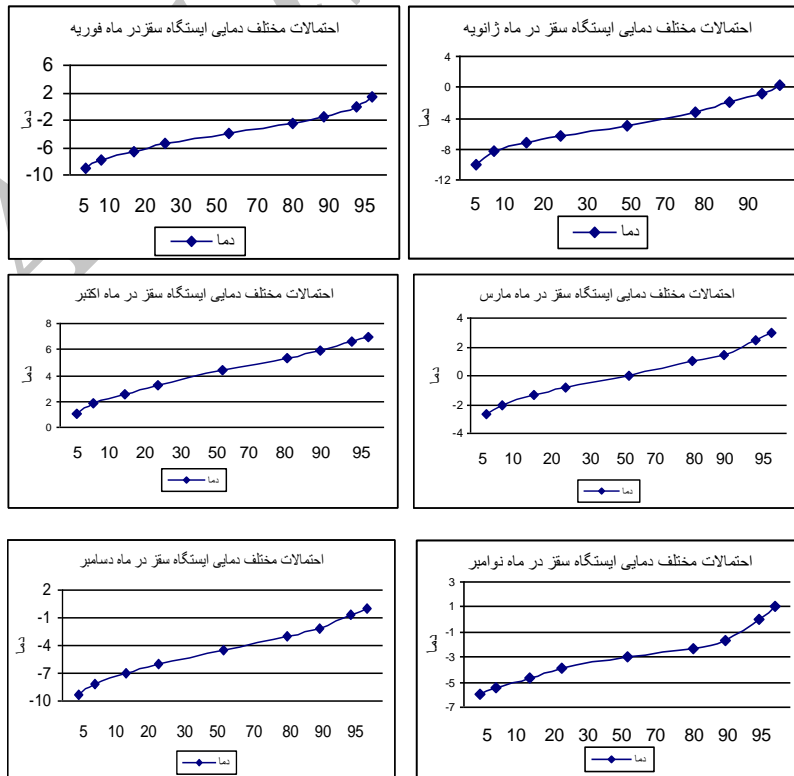 احتمالات مختلف دمایی ایستگاه سقز در ماه ژانویه
4
0
-4
-8
-12
دما
5 10 20 30 50 70 80 90
دما
احتمالات مختلف دمایی ایستگاه سقزدر ماه فوریه
6
2
-2
-6
-10
دما
5 10 20 30 50 70 80 90 95
دما
احتمالات مختلف دمایی ایستگاه سقز در ماه مارس
4
2
0
-2
-4
دما
5 10 20 30 50 70 80 90 95
دما
احتمالات مختلف دمایی ایستگاه سقز در ماه اکتبر
8
6
4
2
0
دما
5 10 20 30 50 70 80 90 95
دما
احتمالات مختلف دمایی ایستگاه سقز در ماه نوامبر
3
1
-1
-3
-5
-7
دما
5 10 20 30 50 70 80 90 95
دما
احتمالات مختلف دمایی ایستگاه سقز در ماه دسامبر
2
-1
-4
-7
-10
دما
5 10 20 30 50 70 80 90 95
دما